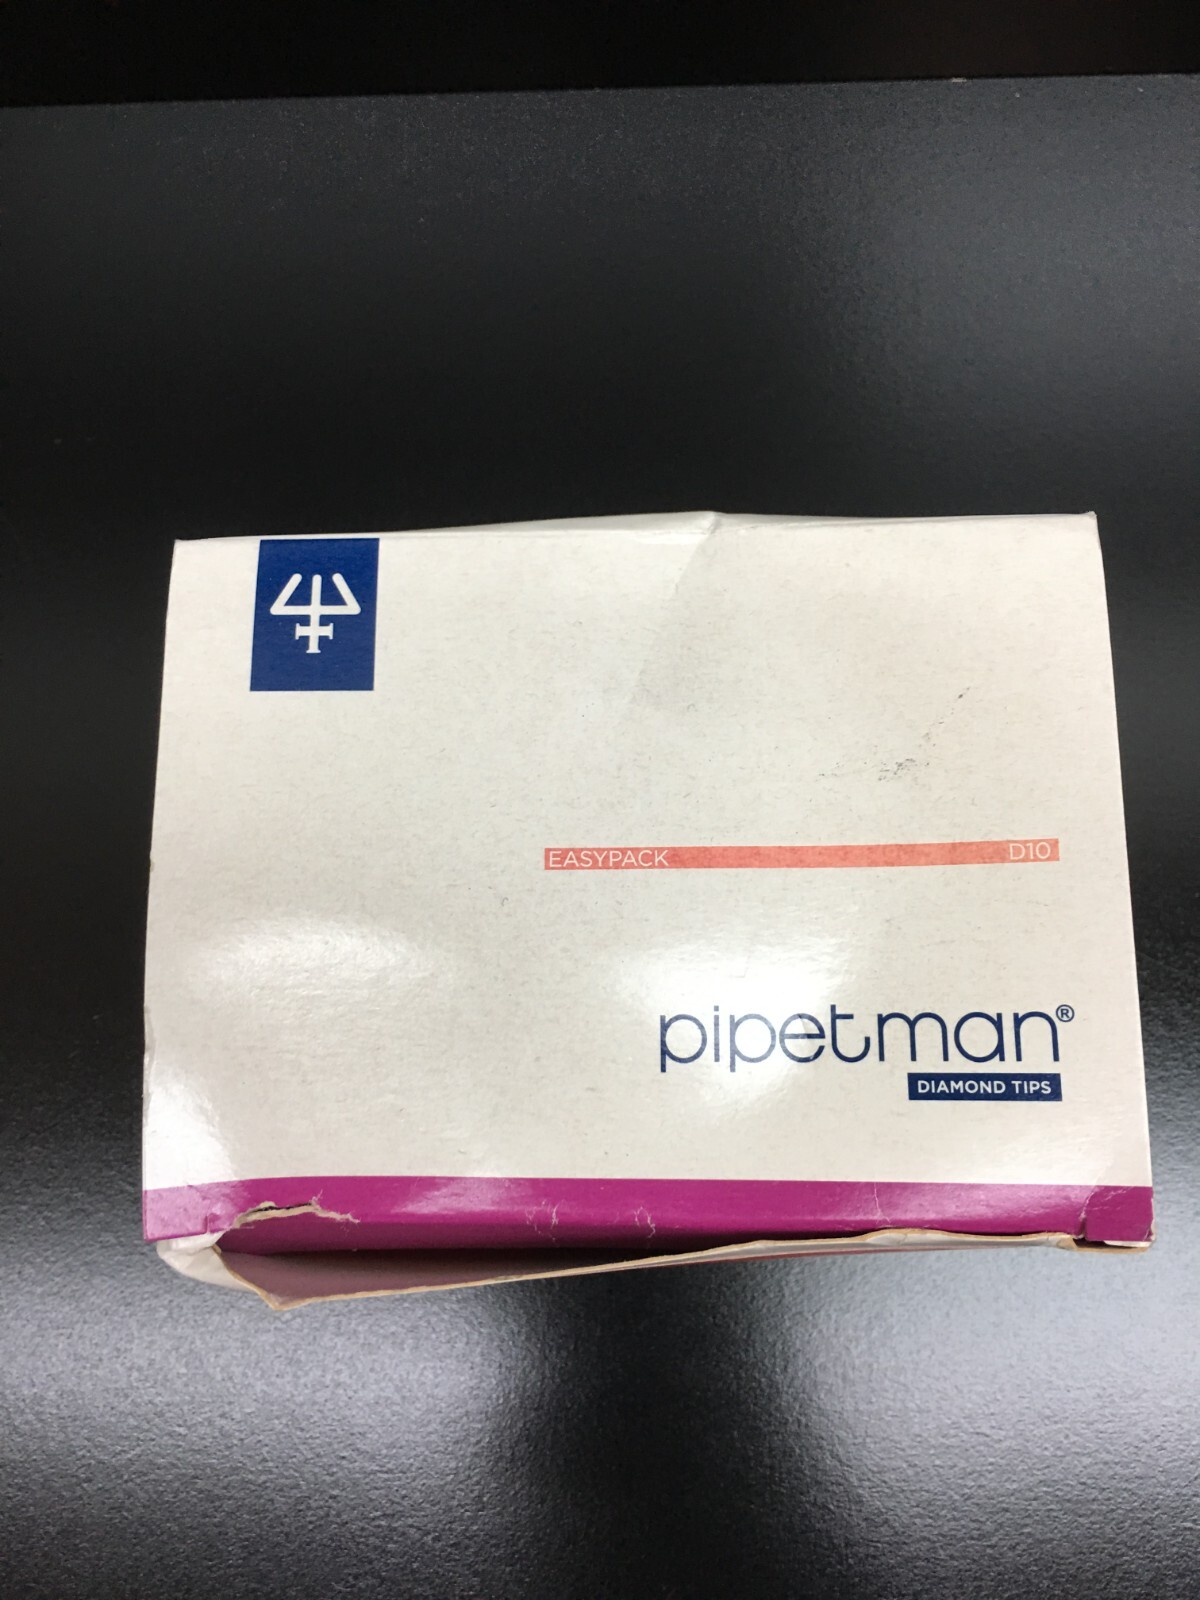 EASYPACK D10
pipetman®
DIAMOND TIPS